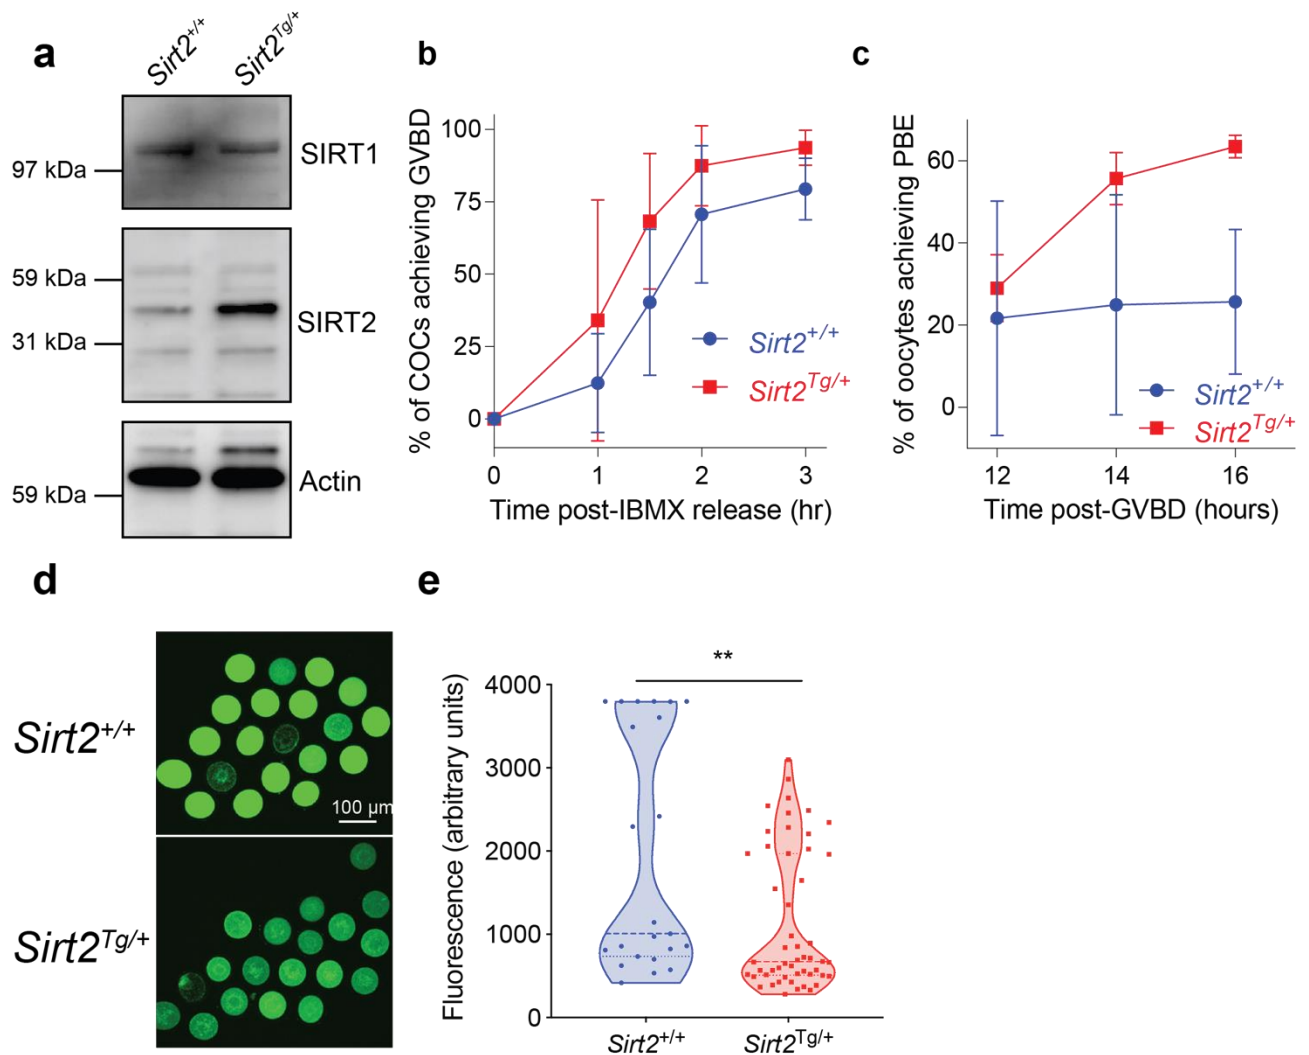 a
Sirt2+/+
Sirt2Tg/+
97 kDa
SIRT1
59 kDa
SIRT2
31 kDa
Actin
59 kDa
b
% of COCs achieving GVBD
100
75
50
25
0
Sirt2+/+
Sirt2Tg/+
0 1 2 3
Time post-IBMX release (hr)
c
% of oocytes achieving PBE
60
40
20
0
Sirt2+/+
Sirt2Tg/+
12 14 16
Time post-GVBD (hours)
d
Sirt2+/+
100 µm
Sirt2Tg/+
e
**
Fluorescence (arbitrary units)
4000
3000
2000
1000
0
Sirt2+/+ Sirt2Tg/+